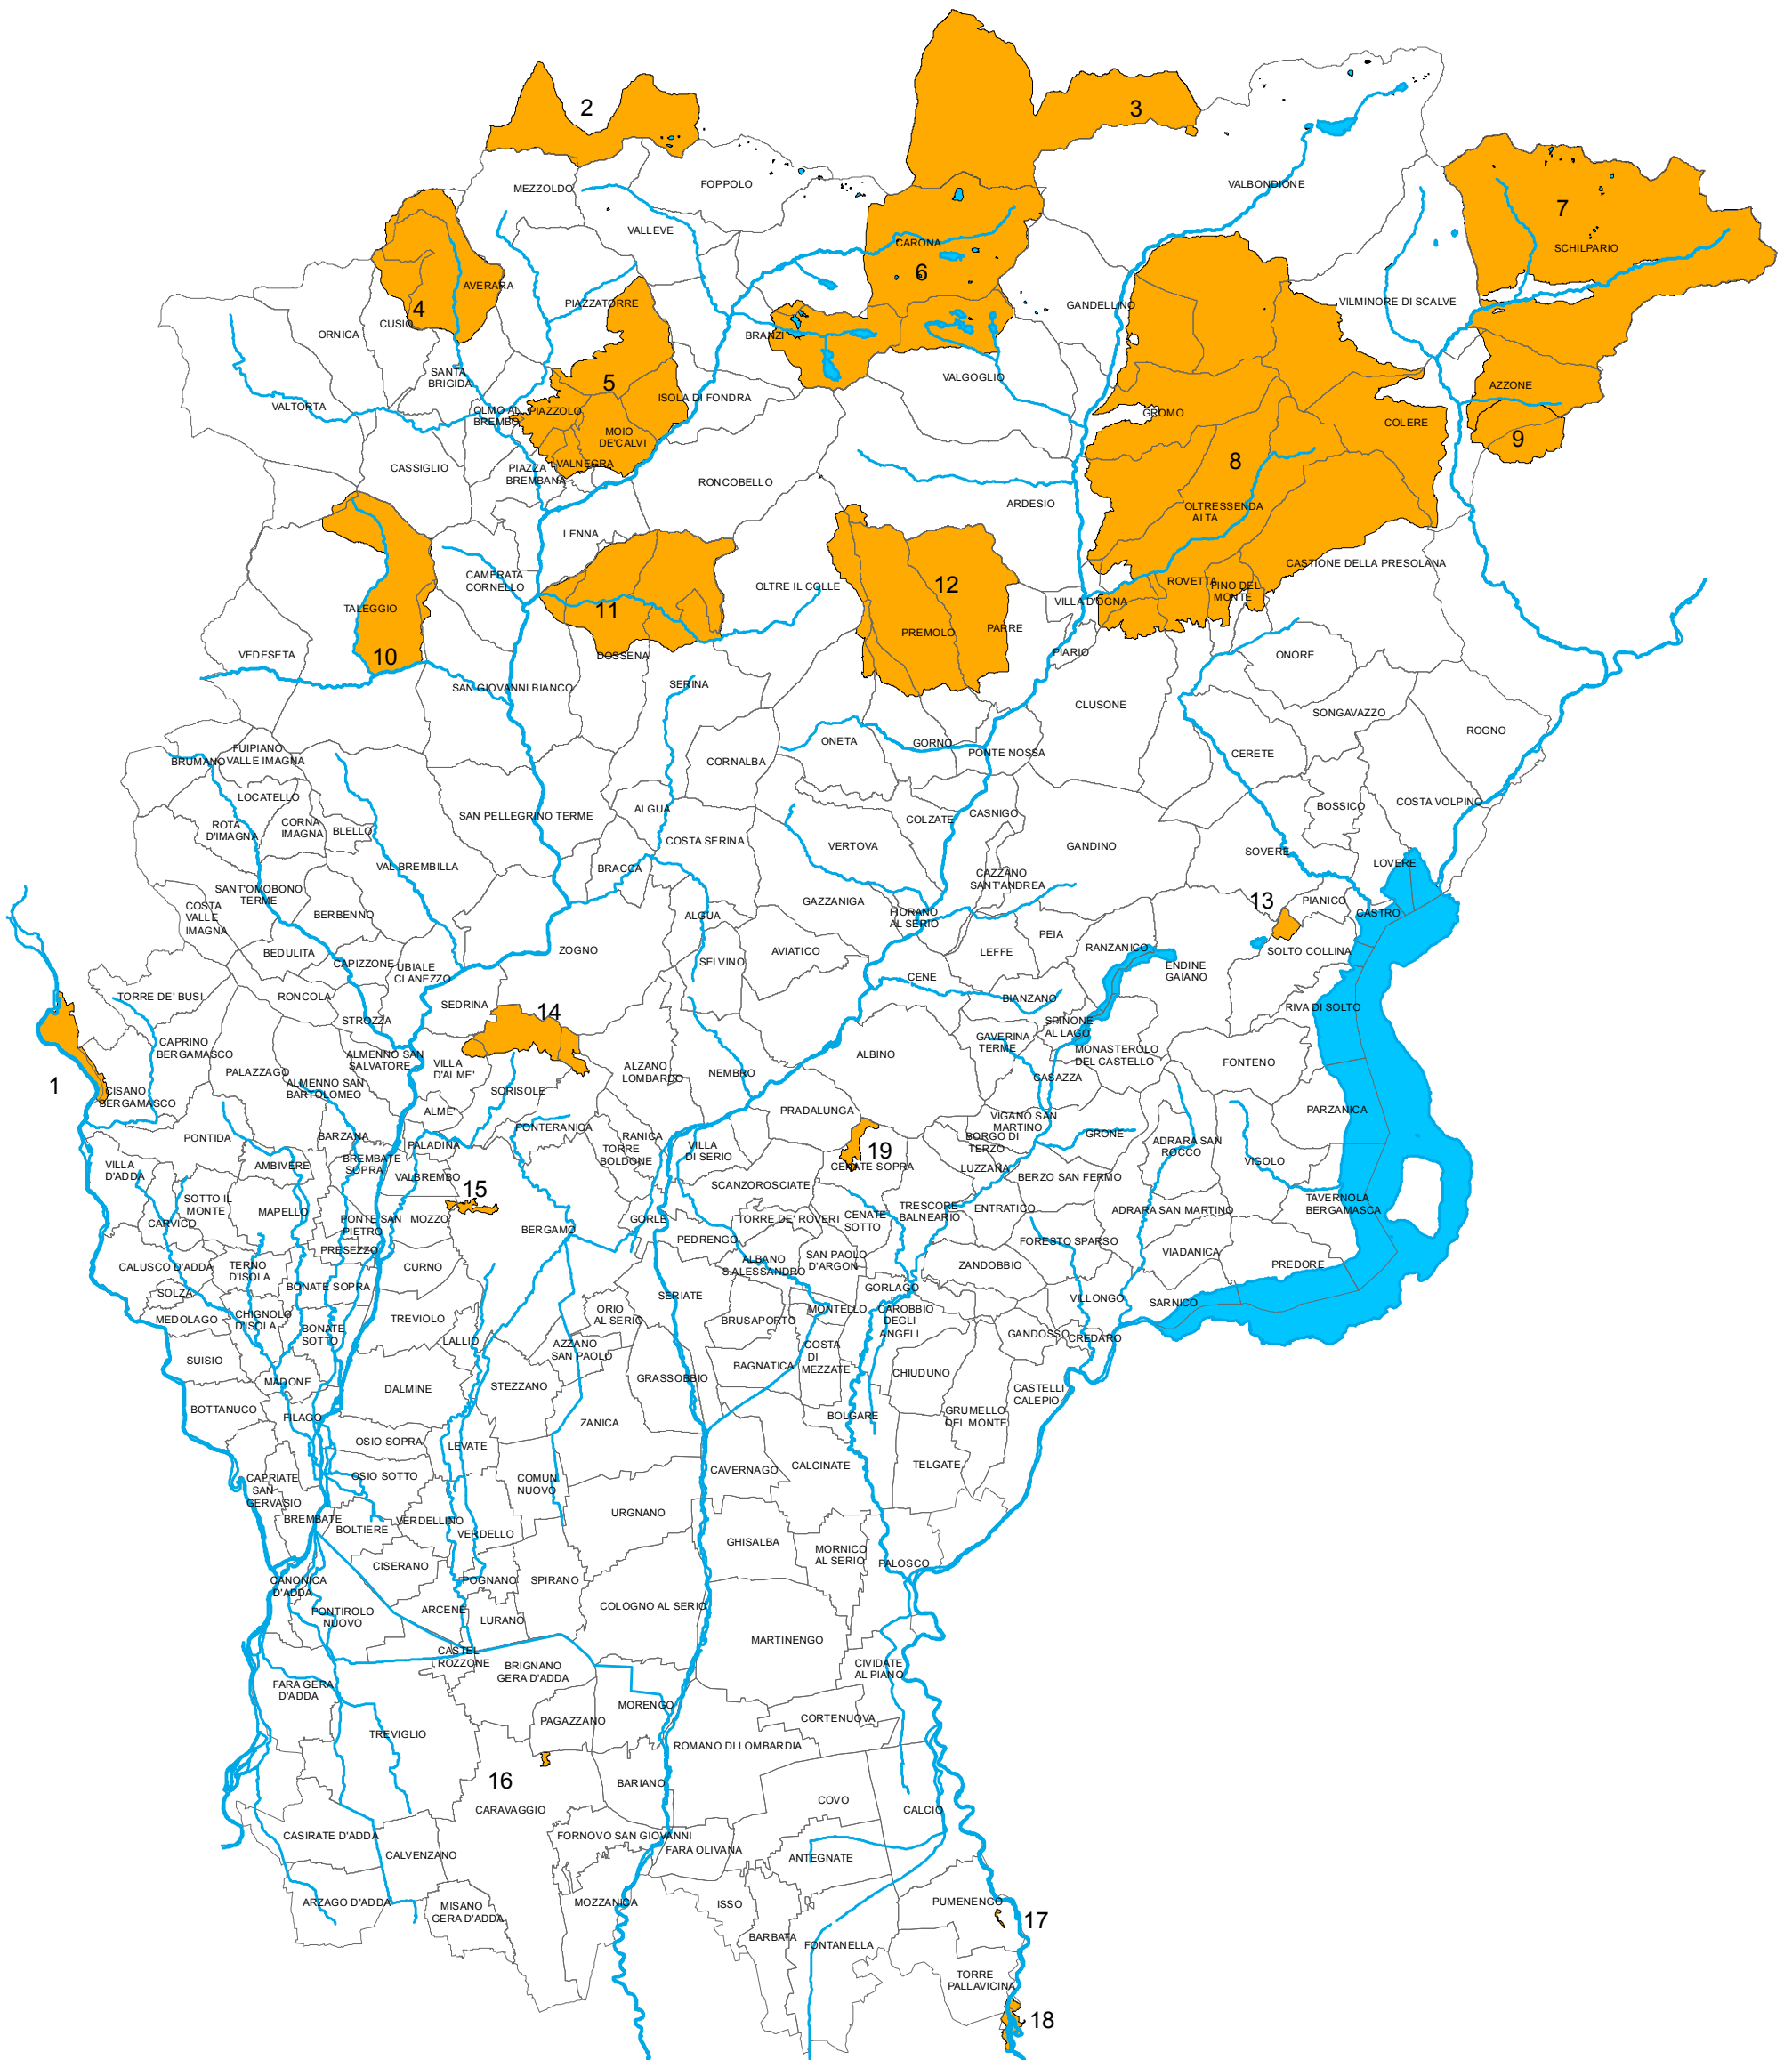 2
3
MEZZOLDO
FOPPOLO
VALBONDIONE
7
SCHILPARIO
VALLEVE
CARONA
6
AVERARA
4
CUSIO
PIAZZATORRE
GANDELLINO
VILMINORE DI SCALVE
ORNICA
BRANZI
SANTA
BRIGIDA
5
VALGOGLIO
AZZONE
VALTORTA
OLMO AL
BREMBO
PIAZZOLO
ISOLA DI FONDRA
GROMO
COLERE
MOIO
DE'CALVI
9
8
CASSIGLIO
PIAZZA
BREMBANA
VALNEGRA
RONCOBELLO
ARDESIO
OLTRESSENDA
ALTA
LENNA
CAMERATA
CORNELLO
OLTRE IL COLLE
12
CASTIONE DELLA PRESOLANA
ROVETTA
FINO DEL
MONTE
TALEGGIO
11
VILLA D'OGNA
PREMOLO
PARRE
10
VEDESETA
DOSSENA
PIARIO
ONORE
SAN GIOVANNI BIANCO
SERINA
CLUSONE
SONGAVAZZO
ROGNO
FUIPIANO
VALLE IMAGNA
BRUMANO
ONETA
GORNO
PONTE NOSSA
CERETE
CORNALBA
LOCATELLO
ROTA
D'IMAGNA
CORNA
IMAGNA
BLELLO
SAN PELLEGRINO TERME
ALGUA
COLZATE
CASNIGO
BOSSICO
COSTA VOLPINO
COSTA SERINA
VERTOVA
GANDINO
SOVERE
LOVERE
VAL BREMBILLA
BRACCA
CAZZANO
SANT'ANDREA
SANT'OMOBONO
TERME
COSTA
VALLE
IMAGNA
BERBENNO
GAZZANIGA
FIORANO
AL SERIO
13
PIANICO
CASTRO
ALGUA
PEIA
RANZANICO
BEDULITA
CAPIZZONE
UBIALE
CLANEZZO
ZOGNO
SELVINO
AVIATICO
LEFFE
SOLTO COLLINA
ENDINE
GAIANO
CENE
TORRE DE' BUSI
RONCOLA
SEDRINA
14
BIANZANO
RIVA DI SOLTO
STROZZA
SPINONE
AL LAGO
CAPRINO
BERGAMASCO
GAVERINA
TERME
ALMENNO SAN
SALVATORE
VILLA
D'ALME'
ALBINO
MONASTEROLO
DEL CASTELLO
FONTENO
1
PALAZZAGO
ALZANO
LOMBARDO
NEMBRO
CASAZZA
CISANO
BERGAMASCO
ALMENNO SAN
BARTOLOMEO
SORISOLE
ALME'
PRADALUNGA
VIGANO SAN
MARTINO
PARZANICA
PONTIDA
BARZANA
PALADINA
PONTERANICA
RANICA
TORRE
BOLDONE
VILLA
DI SERIO
19
BORGO DI
TERZO
GRONE
ADRARA SAN
ROCCO
VILLA
D'ADDA
AMBIVERE
BREMBATE
SOPRA
VALBREMBO
CENATE SOPRA
LUZZANA
BERZO SAN FERMO
VIGOLO
15
SCANZOROSCIATE
SOTTO IL
MONTE
MAPELLO
TRESCORE
BALNEARIO
ENTRATICO
ADRARA SAN MARTINO
TAVERNOLA
BERGAMASCA
CARVICO
PONTE SAN
PIETRO
MOZZO
BERGAMO
GORLE
TORRE DE' ROVERI
CENATE
SOTTO
PEDRENGO
FORESTO SPARSO
PRESEZZO
VIADANICA
CALUSCO D'ADDA
TERNO
D'ISOLA
CURNO
ALBANO
S.ALESSANDRO
SAN PAOLO
D'ARGON
ZANDOBBIO
PREDORE
SOLZA
BONATE SOPRA
SERIATE
GORLAGO
VILLONGO
SARNICO
MEDOLAGO
CHIGNOLO
D'ISOLA
TREVIOLO
ORIO
AL SERIO
MONTELLO
CAROBBIO
DEGLI
ANGELI
BRUSAPORTO
BONATE
SOTTO
LALLIO
AZZANO
SAN PAOLO
COSTA
DI
MEZZATE
GANDOSSO
CREDARO
SUISIO
BAGNATICA
CHIUDUNO
MADONE
DALMINE
STEZZANO
GRASSOBBIO
CASTELLI
CALEPIO
BOTTANUCO
FILAGO
ZANICA
BOLGARE
GRUMELLO
DEL MONTE
OSIO SOPRA
LEVATE
CAPRIATE
SAN
GERVASIO
OSIO SOTTO
COMUN
NUOVO
CAVERNAGO
CALCINATE
TELGATE
BREMBATE
BOLTIERE
VERDELLINO
VERDELLO
URGNANO
GHISALBA
MORNICO
AL SERIO
PALOSCO
CISERANO
CANONICA
D'ADDA
POGNANO
SPIRANO
PONTIROLO
NUOVO
ARCENE
LURANO
COLOGNO AL SERIO
MARTINENGO
CASTEL
ROZZONE
BRIGNANO
GERA D'ADDA
CIVIDATE
AL PIANO
FARA GERA
D'ADDA
MORENGO
TREVIGLIO
PAGAZZANO
CORTENUOVA
ROMANO DI LOMBARDIA
16
BARIANO
CARAVAGGIO
COVO
CALCIO
CASIRATE D'ADDA
FORNOVO SAN GIOVANNI
CALVENZANO
FARA OLIVANA
ANTEGNATE
ARZAGO D'ADDA
MISANO
GERA D'ADDA
MOZZANICA
ISSO
PUMENENGO
17
BARBATA
FONTANELLA
TORRE
PALLAVICINA
18